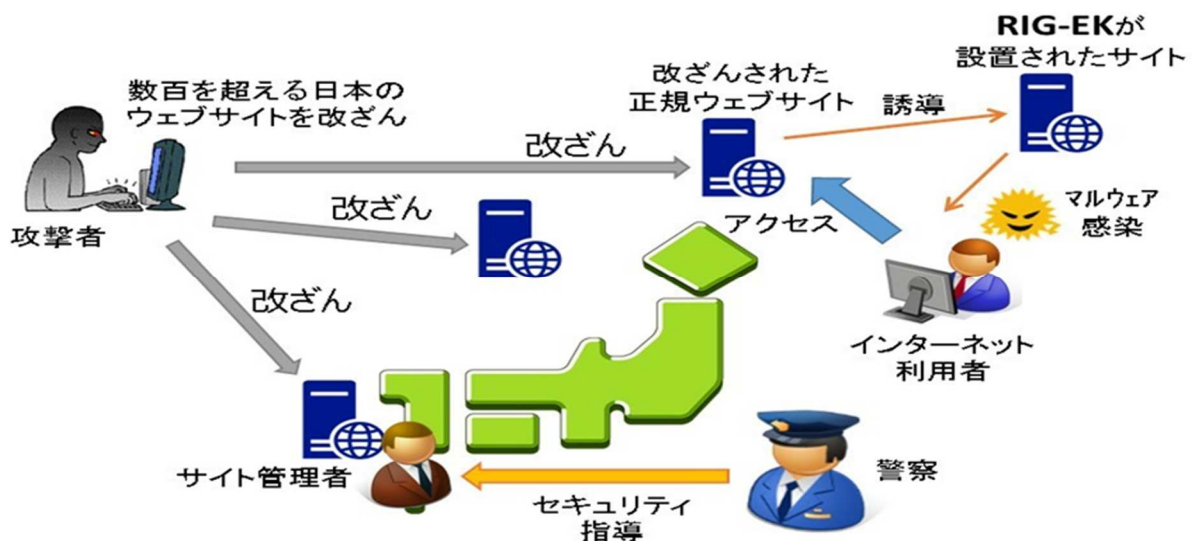 RIG-EKが
設置されたサイト
数百を超える日本の
ウェブサイトを改ざん
改ざんされた
正規ウェブサイト
誘導
改ざん
改ざん
改ざん
攻撃者
アクセス
マルウェア
感染
インターネット
利用者
サイト管理者
セキュリティ
指導
警察